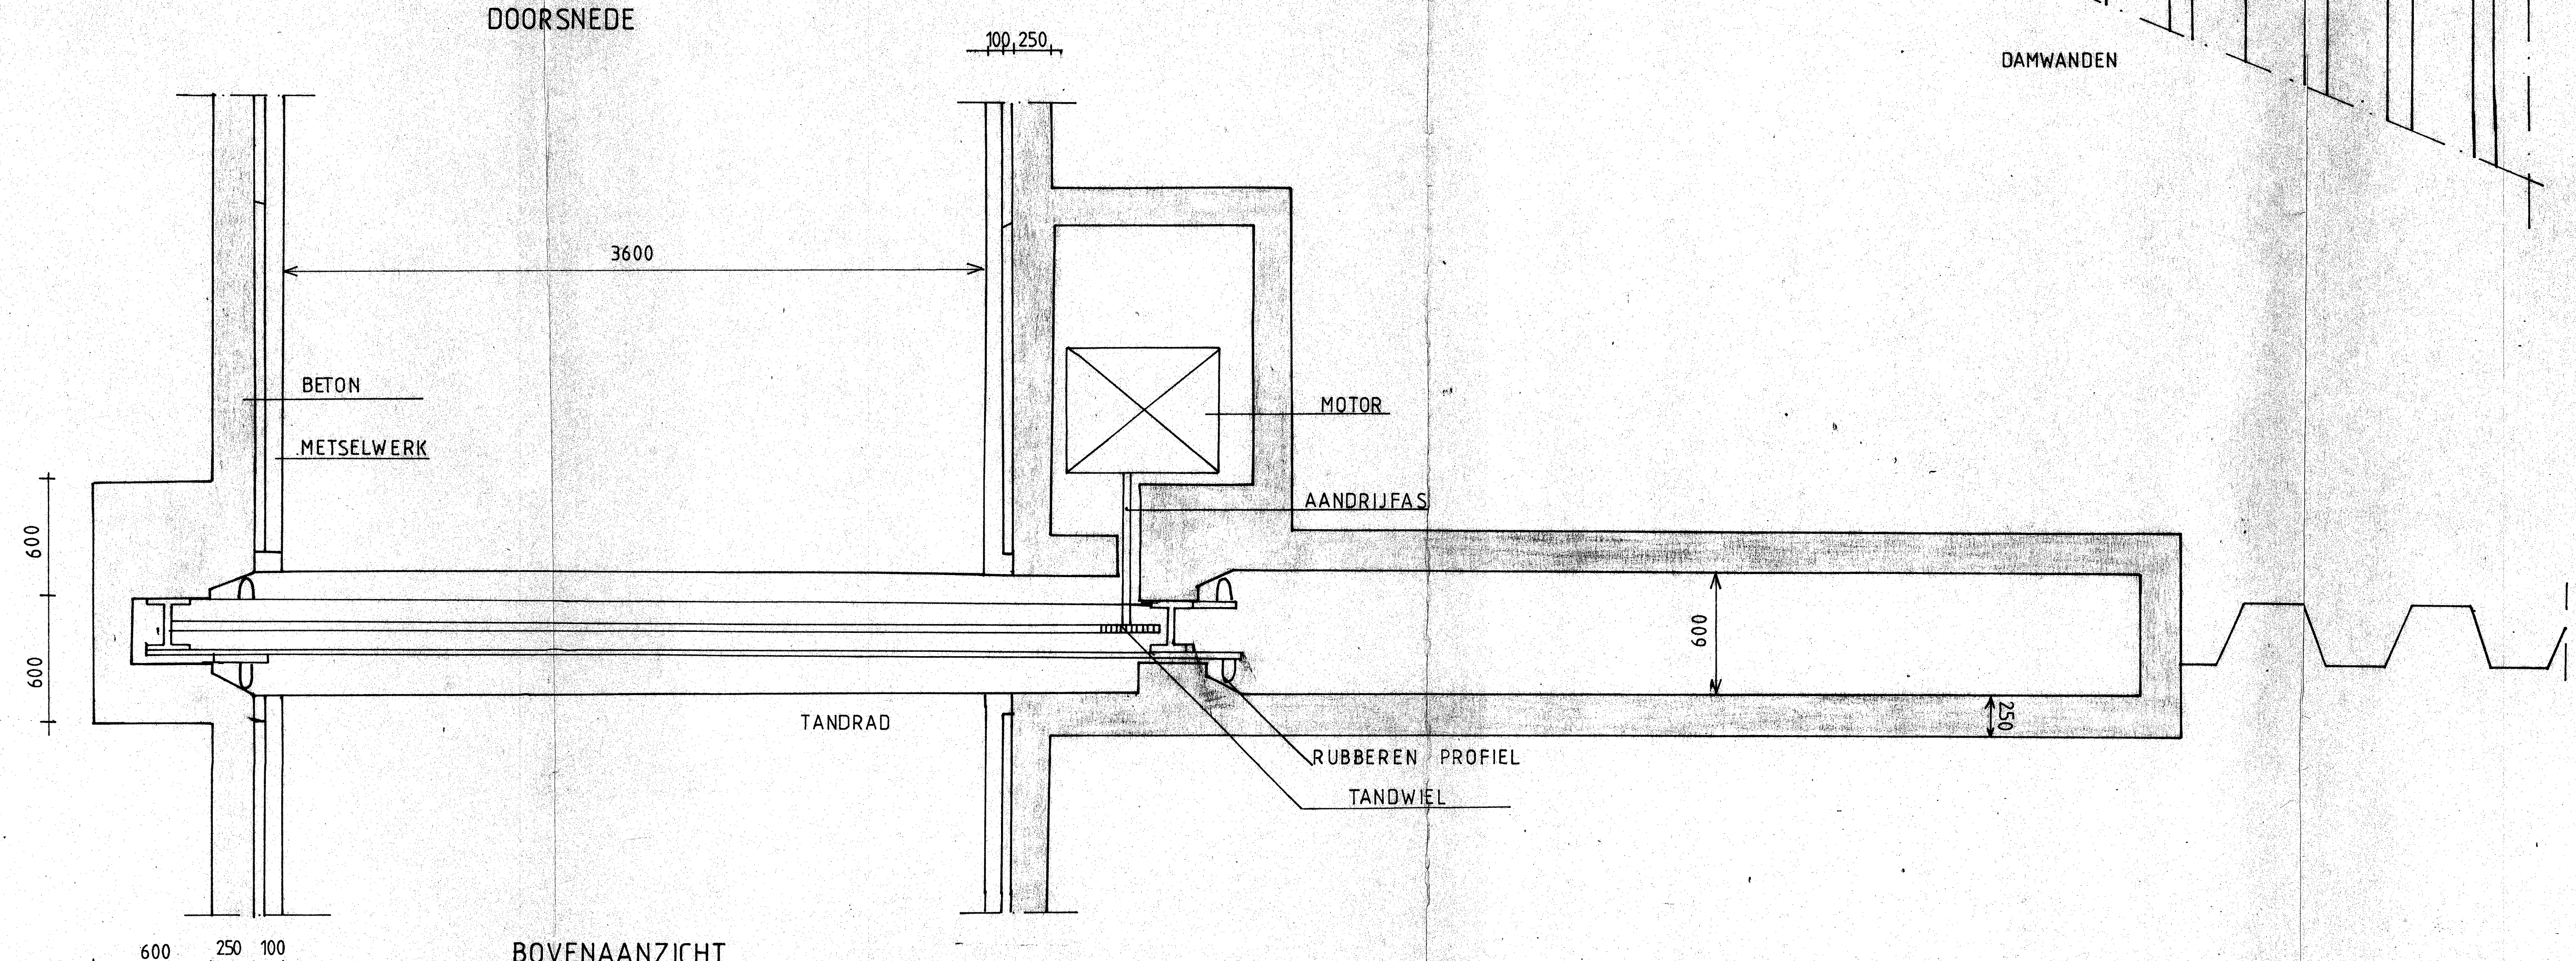 DOORSNEDE
100 250
DAMWANDEN
3600
BETON
MOTOR
METSELWERK
AANDRIJFAS
600
600
600
250
TANDRAD
RUBBEREN PROFIEL
TANDWIEL
600 250 100
BOVENAANZICHT